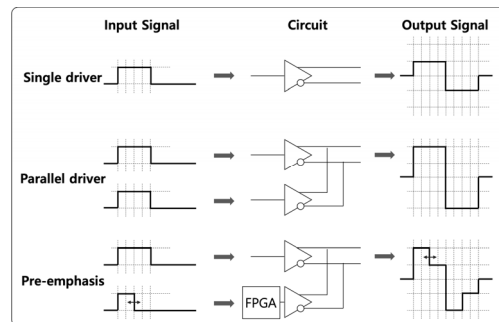 Input Signal
Circuit
Output Signal
Single driver
Parallel driver
Pre-emphasis
FPGA